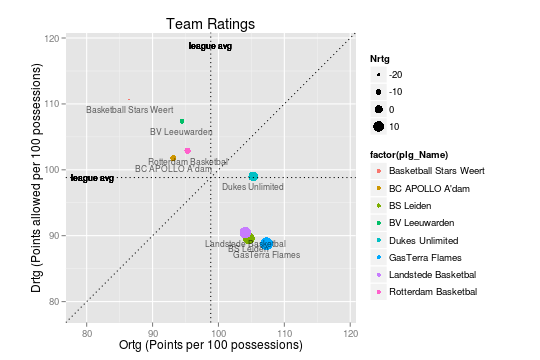 Team Ratings
120
110
100
90
80
80
90
100
110
120
Drtg (Points allowed per 100 possessions)
Ortg (Points per 100 possessions)
league avg
league avg
Basketball Stars Weert
BV Leeuwarden
Rotterdam Basketbal
BC APOLLO A'dam
Dukes Unlimited
Landstede Basketbal
BS Leiden
GasTerra Flames
Nrtg
-20
-10
0
10
factor(plg_Name)
Basketball Stars Weert
BC APOLLO A'dam
BS Leiden
BV Leeuwarden
Dukes Unlimited
GasTerra Flames
Landstede Basketbal
Rotterdam Basketbal